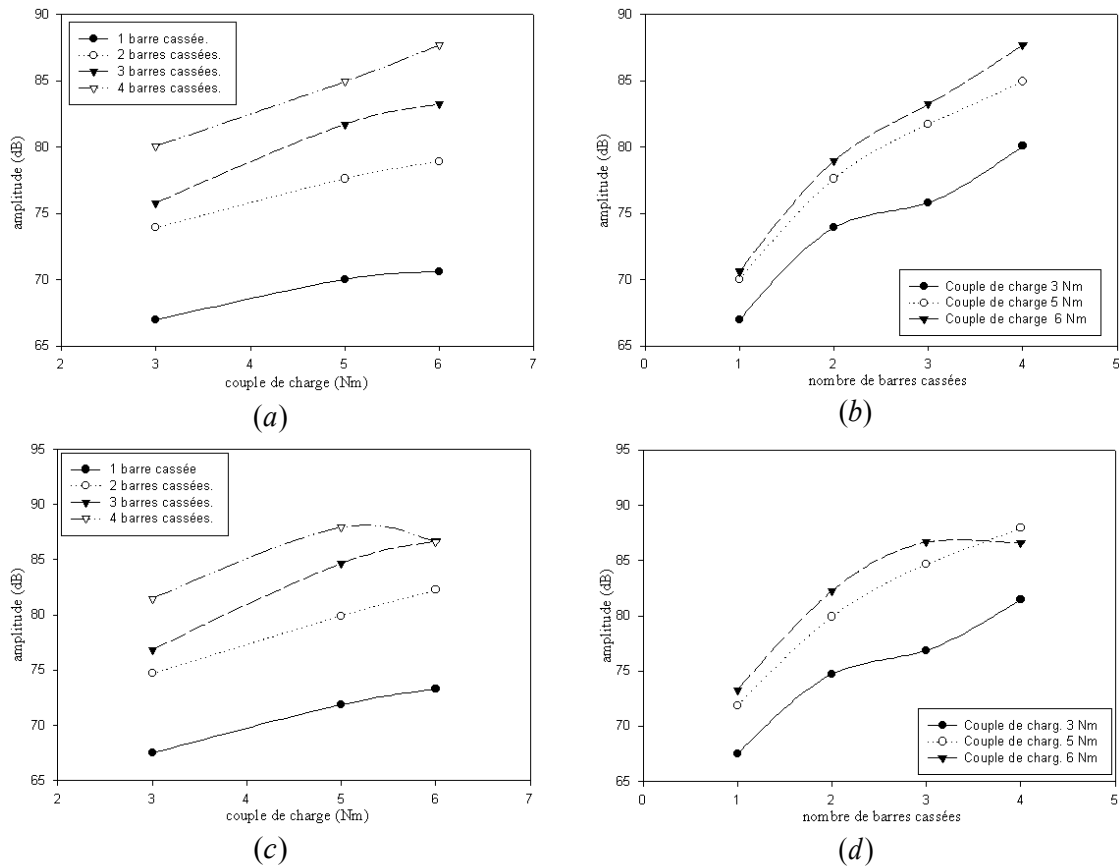 90
85
80
75
70
65
amplitude (dB)
1 barre cassée.
2 barres cassées.
3 barres cassées.
4 barres cassées.
2 3 4 5 6 7
couple de charge (Nm)
(a)
90
85
80
75
70
65
amplitude (dB)
Couple de charge 3 Nm
Couple de charge 5 Nm
Couple de charge 6 Nm
0 1 2 3 4 5
nombre de barres cassées
(b)
95
90
85
80
75
70
65
amplitude (dB)
1 barre cassée
2 barres cassées.
3 barres cassées.
4 barres cassées.
2 3 4 5 6 7
couple de charge (Nm)
(c)
95
90
85
80
75
70
65
amplitude (dB)
Couple de charg. 3 Nm
Couple de charg. 5 Nm
Couple de charg. 6 Nm
0 1 2 3 4 5
nombre de barres cassées
(d)